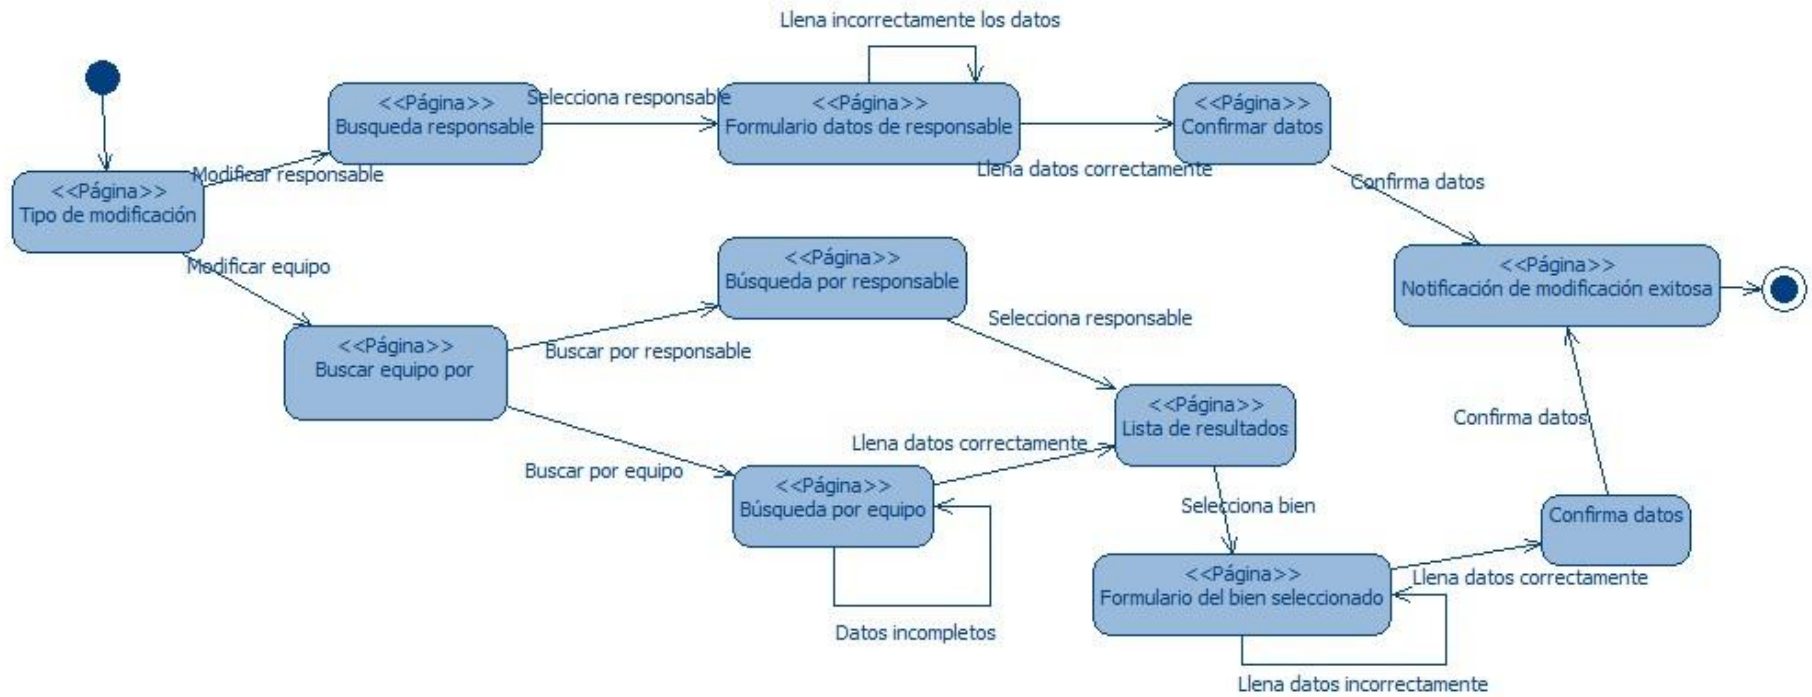 Llena incorrectamente los datos
<<Página>>
Busqueda responsable
Selecciona responsable
<<Página>>
Formulario datos de responsable
<<Página>>
Confirmar datos
Llena datos correctamente
Modificar responsable
<<Página>>
Tipo de modificación
Confirma datos
Modificar equipo
<<Página>>
Búsqueda por responsable
<<Página>>
Notificación de modificación exitosa
Selecciona responsable
<<Página>>
Buscar equipo por
Buscar por responsable
<<Página>>
Lista de resultados
Confirma datos
Llena datos correctamente
Buscar por equipo
<<Página>>
Búsqueda por equipo
Selecciona bien
Confirma datos
<<Página>>
Formulario del bien seleccionado
Llena datos correctamente
Datos incompletos
Llena datos incorrectamente